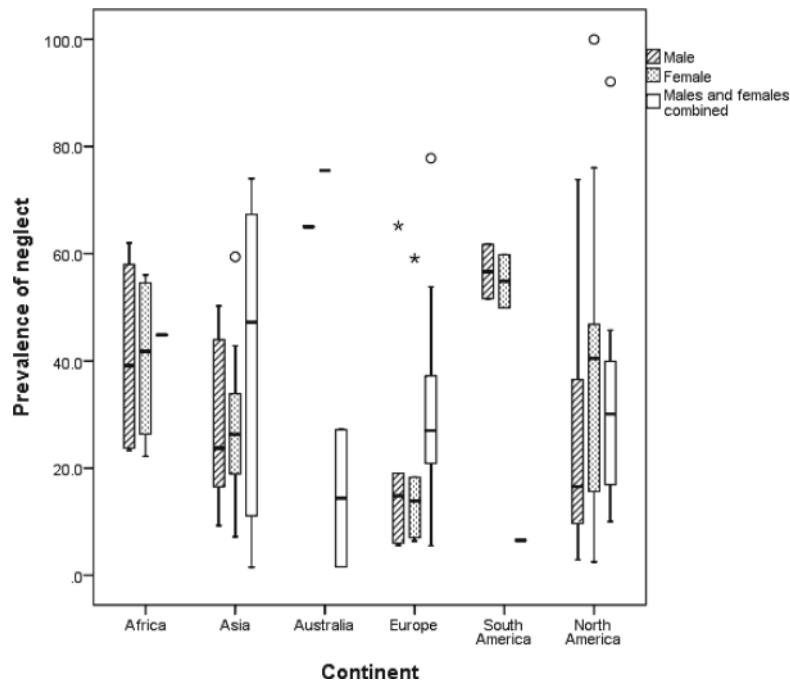 100.0
80.0
60.0
40.0
20.0
.0
Prevalence of neglect
Male
Female
Males and females
combined
Africa
Asia
Australia
Europe
South
America
North
America
Continent